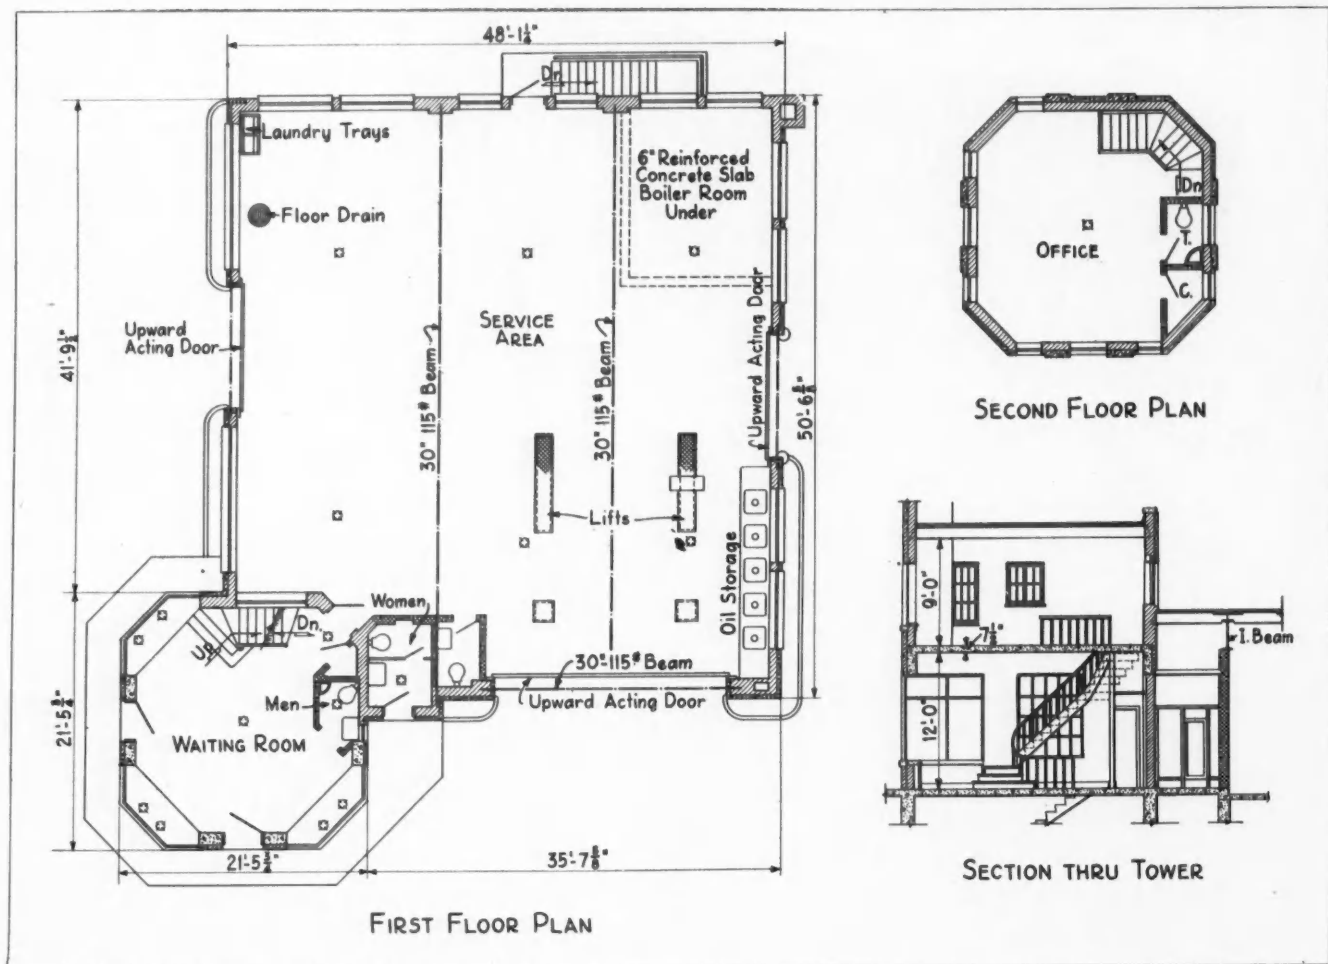 48'-1¼"
Dn.
Laundry Trays
Floor Drain
6" Reinforced
Concrete Slab
Boiler Room
Under
Upward
Acting Door
SERVICE
AREA
Upward Acting Door
41'-9½"
30" 115# Beam
30" 115# Beam
50'-6⅝"
Lifts
Oil Storage
Women
Up
Dn.
30"-115# Beam
Upward Acting Door
Men
WAITING ROOM
21'-5¾"
21'-5¾"
35'-7⅝"
FIRST FLOOR PLAN
Dn
T.
OFFICE
C.
SECOND FLOOR PLAN
9'-0"
7½"
I.Beam
12'-0"
SECTION THRU TOWER